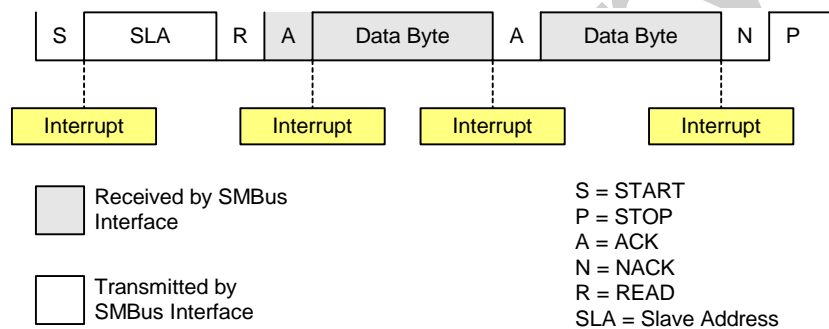 S SLA R A Data Byte A Data Byte N P
Interrupt Interrupt Interrupt Interrupt
Received by SMBus
Interface
Transmitted by
SMBus Interface
S = START
P = STOP
A = ACK
N = NACK
R = READ
SLA = Slave Address